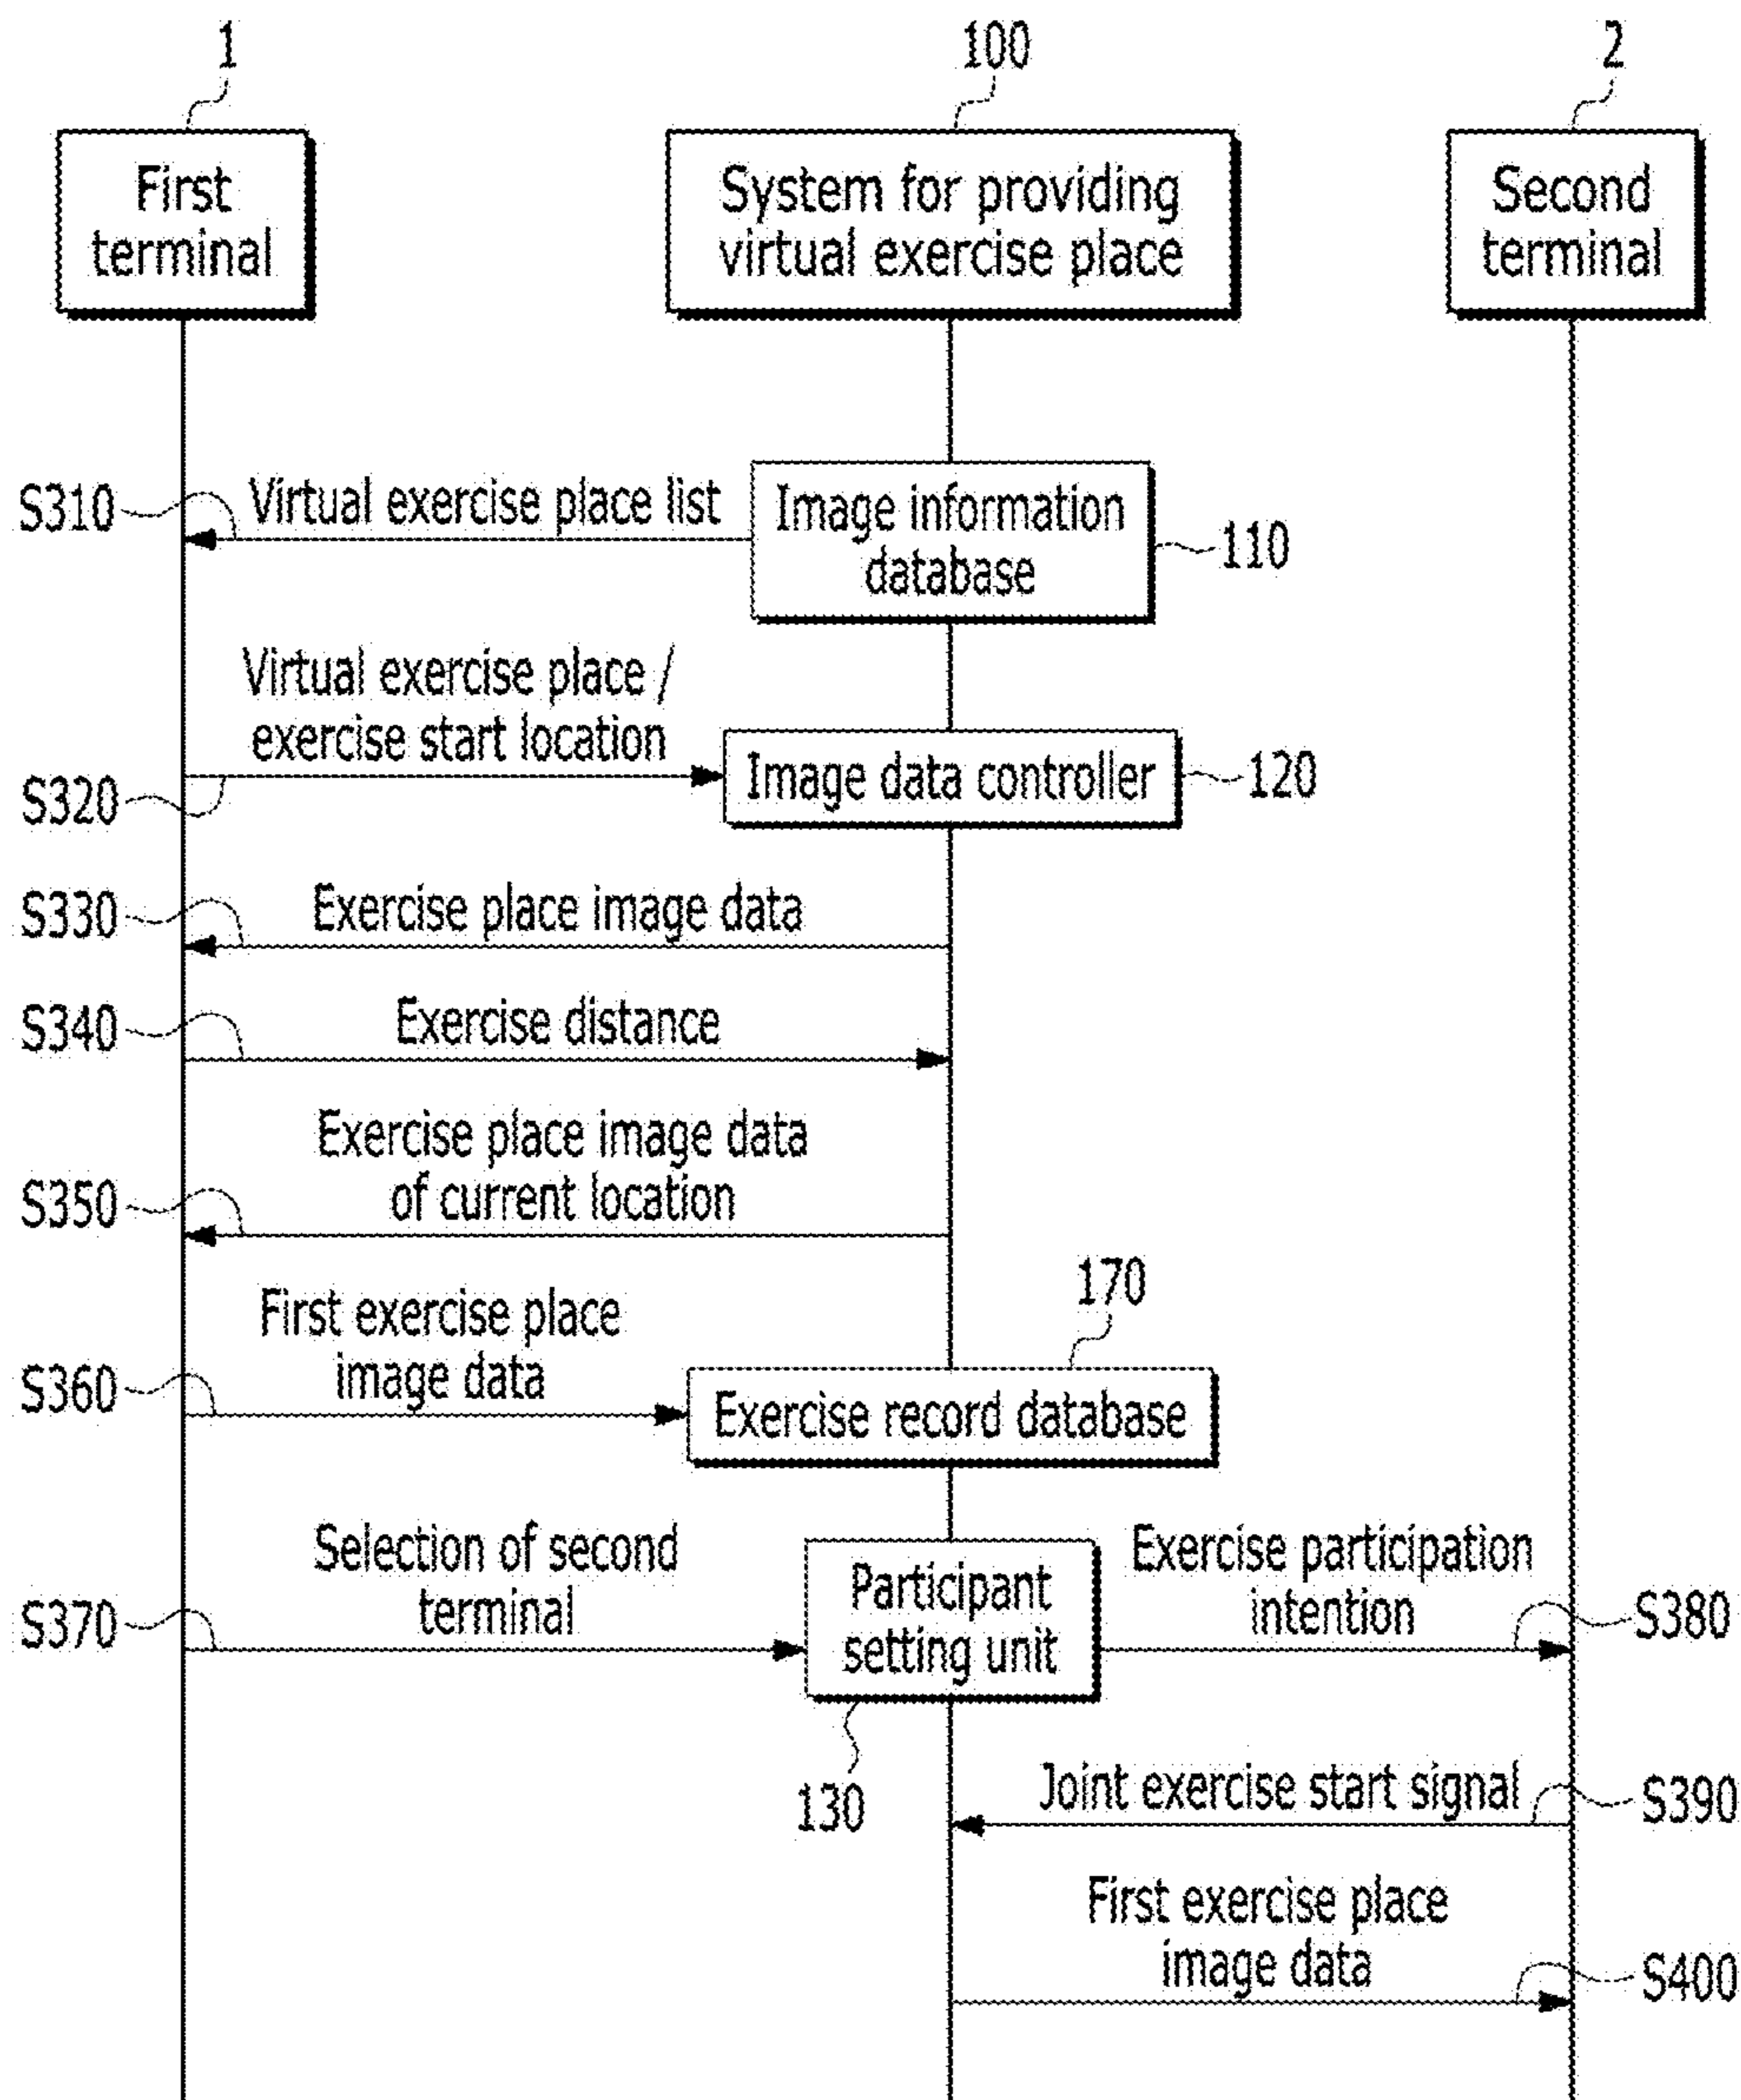 1
100
2
First
terminal
System for providing
virtual exercise place
Second
terminal
S310
Virtual exercise place list
Image information
database
110
Virtual exercise place /
exercise start location
S320
Image data controller
120
S330
Exercise place image data
S340
Exercise distance
Exercise place image data
of current location
S350
170
First exercise place
image data
S360
Exercise record database
Selection of second
terminal
S370
Participant
setting unit
Exercise participation
intention
S380
130
Joint exercise start signal
S390
First exercise place
image data
S400